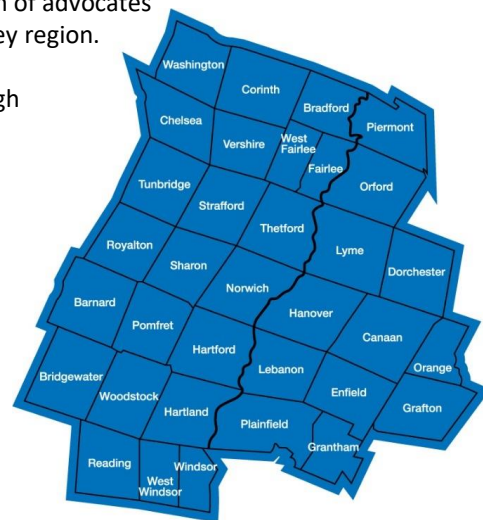 n of advocates
ey region.
gh
Washington
Corinth
Bradford
Piermont
Chelsea
Vershire
West
Fairlee
Fairlee
Orford
Tunbridge
Strafford
Thetford
Lyme
Dorchester
Royalton
Sharon
Norwich
Hanover
Canaan
Orange
Barnard
Pomfret
Hartford
Lebanon
Enfield
Grafton
Bridgewater
Woodstock
Hartland
Plainfield
Grantham
Reading
West
Windsor
Windsor